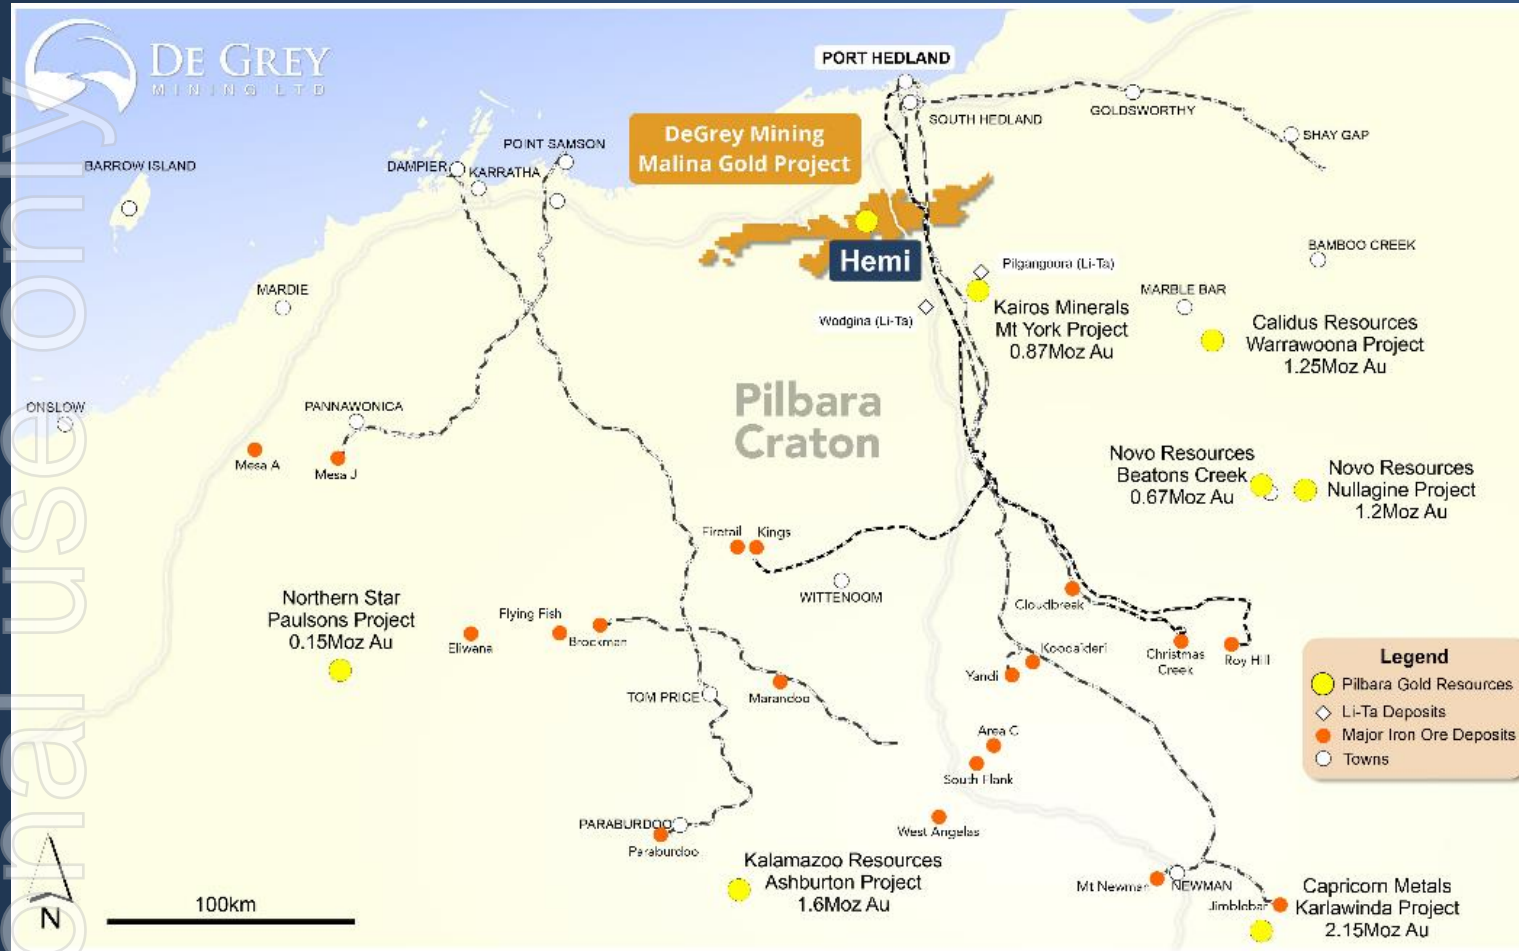 DE GREY
MINING LTD
PORT HEDLAND
SOUTH HEDLAND
GOLDSWORTHY
SHAY GAP
DeGrey Mining
Malina Gold Project
POINT SAMSON
DAMPIER
KARRATHA
BARROW ISLAND
Hemi
BAMBOO CREEK
Pilgangoora (Li-Ta)
MARDIE
MARBLE BAR
Wodgina (Li-Ta)
Kairos Minerals
Mt York Project
0.87Moz Au
Calidus Resources
Warrawoona Project
1.25Moz Au
Pilbara
Craton
ONSLOW
PANNAWONICA
Mesa A
Mesa J
Novo Resources
Beatons Creek
0.67Moz Au
Novo Resources
Nullagine Project
1.2Moz Au
Firetail
Kings
WITTENOOM
Northern Star
Paulsons Project
0.15Moz Au
Flying Fish
Eliwana
Brockman
Cloudbreak
Koodaideri
Yandi
Christmas
Creek
Roy Hill
TOM PRICE
Marandoo
Area C
South Flank
West Angelas
PARABURDOO
Paraburdoo
Kalamazoo Resources
Ashburton Project
1.6Moz Au
Mt Newman
NEWMAN
Jimblebar
Capricorn Metals
Karlawinda Project
2.15Moz Au
Legend
Pilbara Gold Resources
Li-Ta Deposits
Major Iron Ore Deposits
Towns
N
100km
onal use only